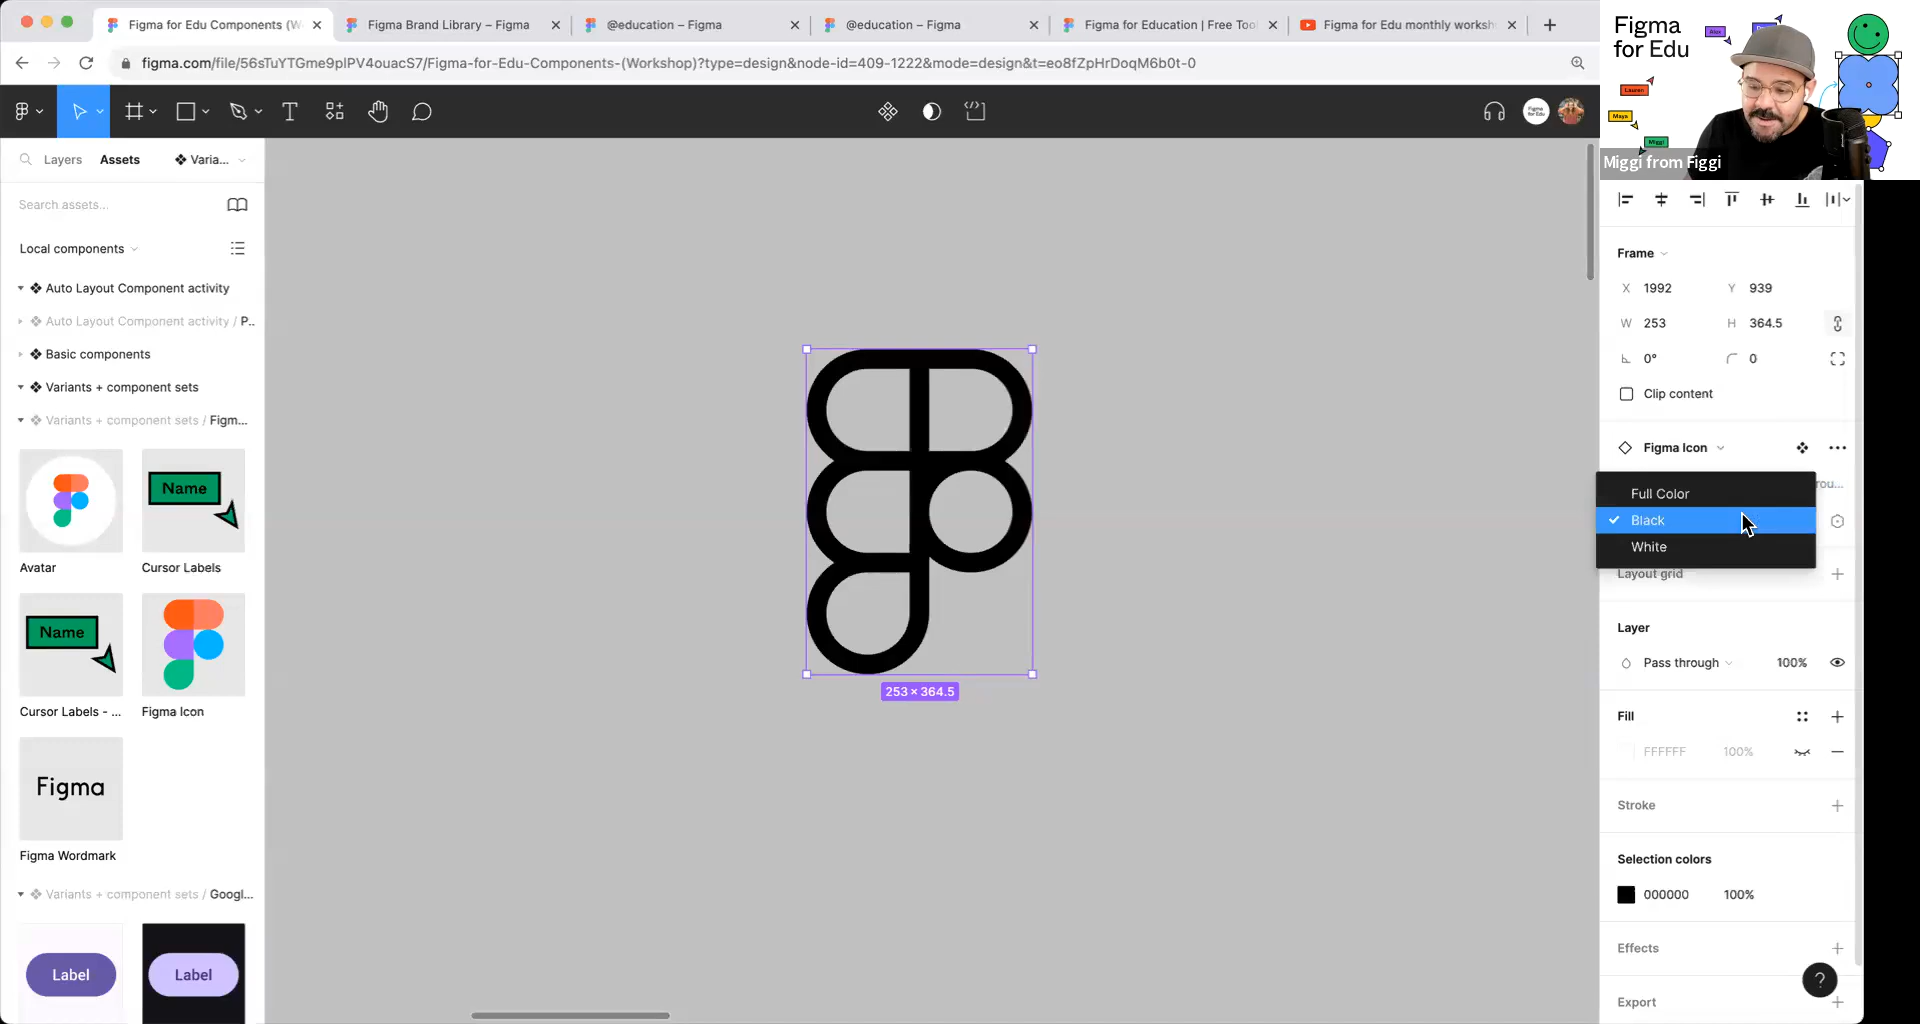 Figma for Edu Components (W
Figma Brand Library – Figma
@education – Figma
@education – Figma
Figma for Education | Free Too
Figma for Edu monthly worksh
figma.com/file/56sTuYTGme9pIPV4ouacS7/Figma-for-Edu-Components-(Workshop)?type=design&node-id=409-1222&mode=design&t=eo8fZpHrDoqM6b0t-0
Figma
for Edu
Alex
Lauren
Maya
Miggi
Miggi from Figgi
Layers
Assets
Varia...
Search assets...
Local components
Auto Layout Component activity
Auto Layout Component activity / P..
Basic components
Variants + component sets
Variants + component sets / Figm...
Name
Avatar
Cursor Labels
Name
Cursor Labels - ...
Figma Icon
Figma
Figma Wordmark
Variants + component sets / Googl...
Label
Label
253 × 364.5
Frame
X 1992
Y 939
W 253
H 364.5
0°
0
Clip content
Figma Icon
rou...
Full Color
Black
White
Layout grid
Layer
Pass through
100%
Fill
FFFFFF
100%
Stroke
Selection colors
000000
100%
Effects
?
Export